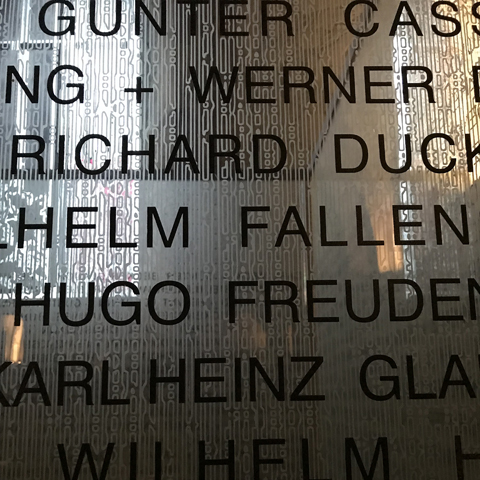 GUNTER CASS
NG + WERNER D
RICHARD DUCK
LHELM FALLEN
HUGO FREUDEN
KARL HEINZ GLA
WILHELM H